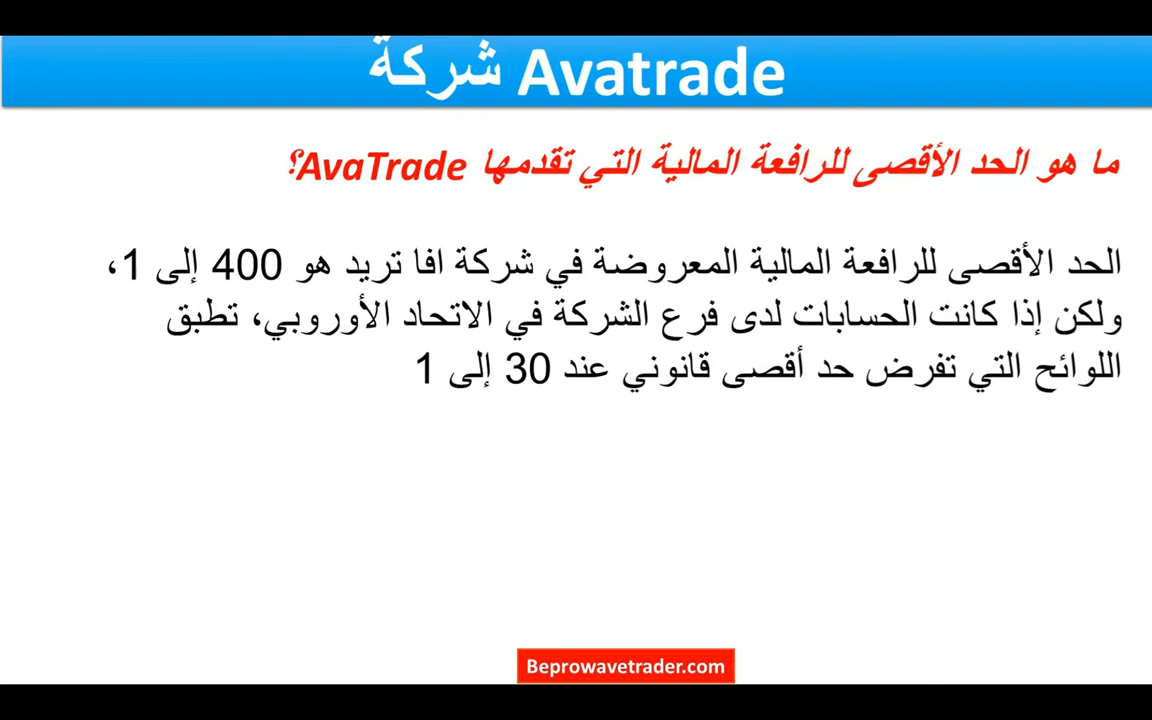 شركة Avatrade
ما هو الحد الأقصى للرافعة المالية التي تقدمها AvaTrade؟
الحد الأقصى للرافعة المالية المعروضة في شركة افا تريد هو 400 إلى 1،
ولكن إذا كانت الحسابات لدى فرع الشركة في الاتحاد الأوروبي، تطبق
اللوائح التي تفرض حد أقصى قانوني عند 30 إلى 1
Beprowavetrader.com